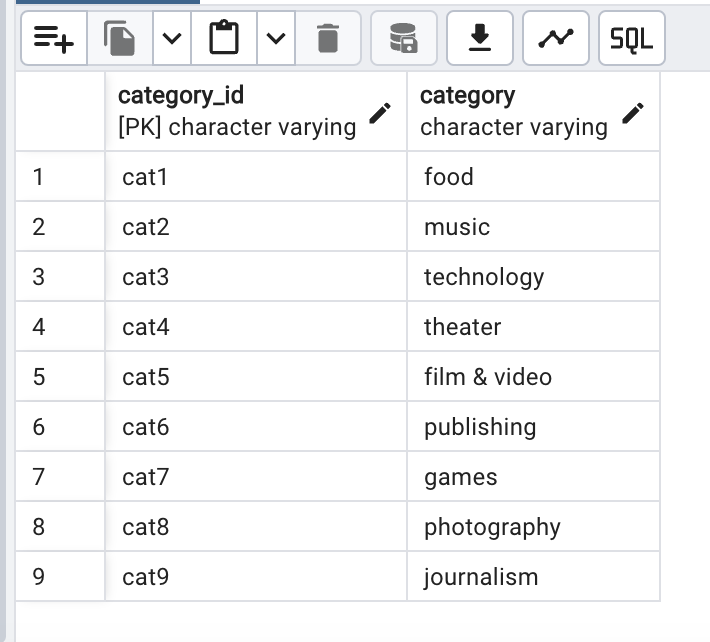 SQL
category_id category
[PK] character varying character varying
1 cat1 food
2 cat2 music
3 cat3 technology
4 cat4 theater
5 cat5 film & video
6 cat6 publishing
7 cat7 games
8 cat8 photography
9 cat9 journalism